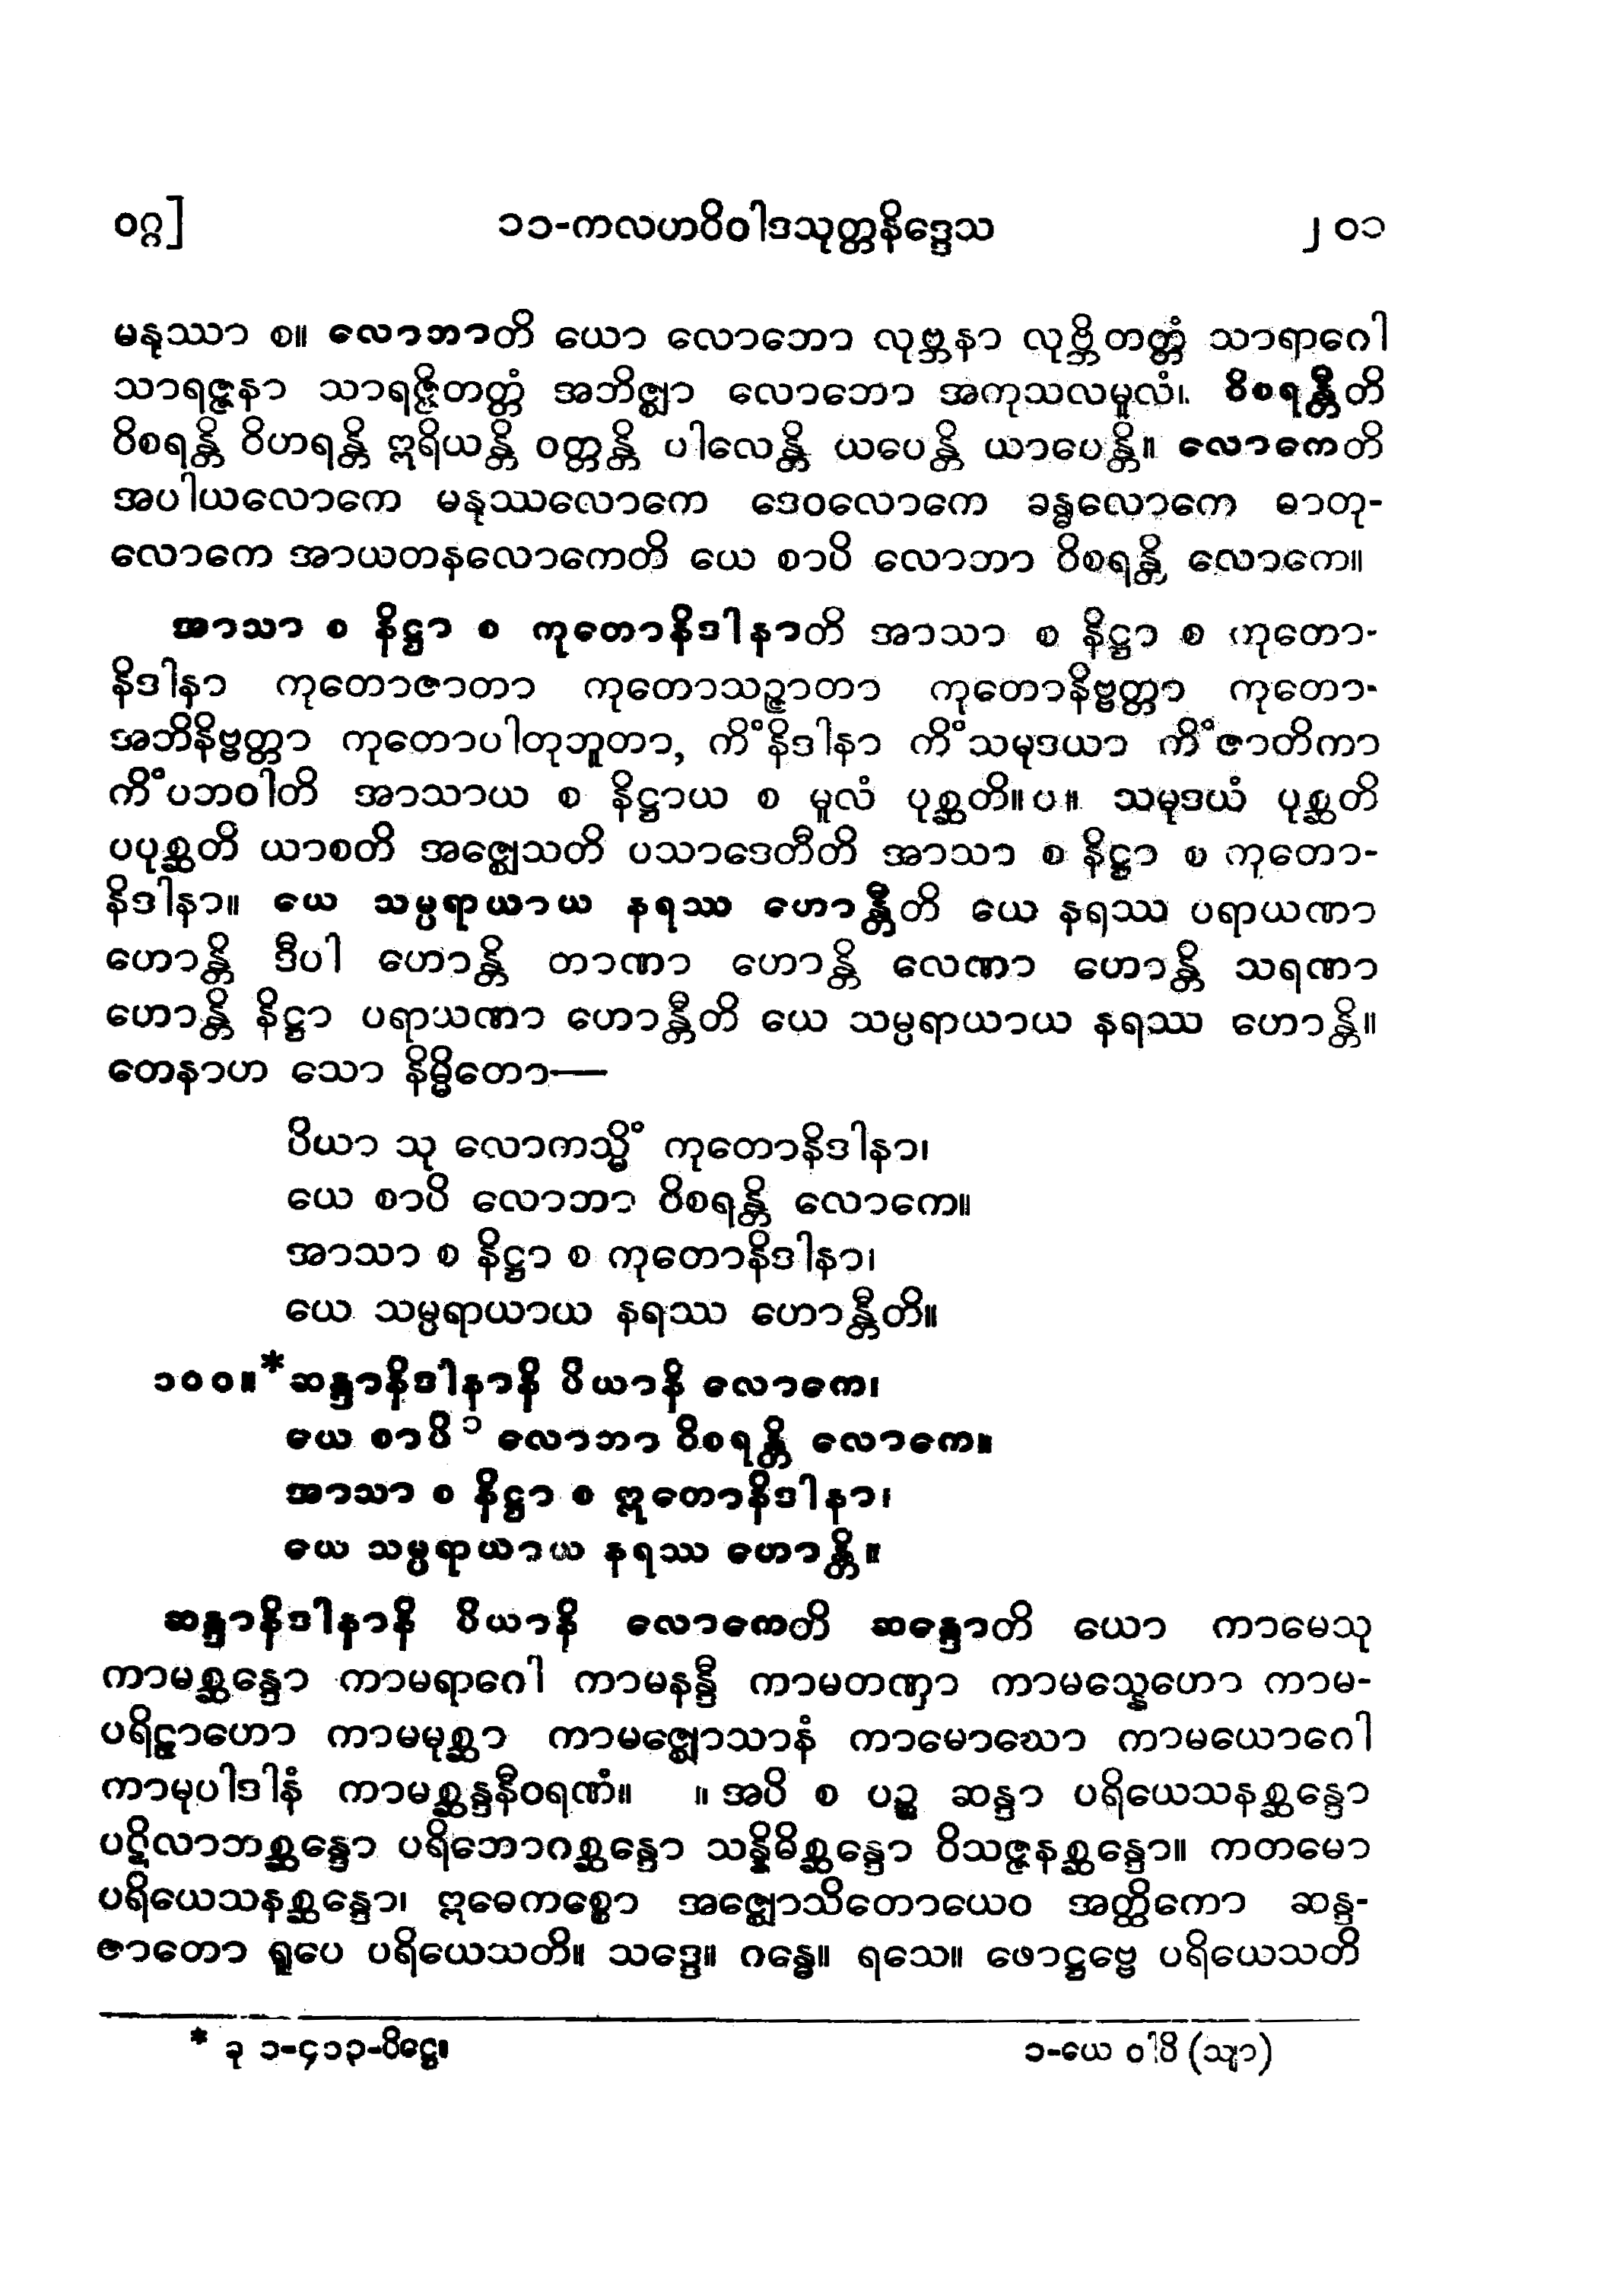 ၀ဂ္ဂ] ၁၁-ကလဟဝိဝါဒသုတ္တနိဒ္ဒေသ ၂၀၁
မနုဿာ စ။ လောဘာတိ ယော လောဘော လုဗ္ဘနာ လုဗ္ဘိတတ္တံ သာရာဂေါ
သာရဇ္ဇနာ သာရဇ္ဇိတတ္တံ အဘိဇ္ဈာ လောဘော အကုသလမူလံ။ ဝိစရန္တီတိ
ဝိစရန္တိ ဝိဟရန္တိ ဣရိယန္တိ ဝတ္တန္တိ ပါလေန္တိ ယပေန္တိ ယာပေန္တိ။ လောကေတိ
အပါယလောကေ မနုဿလောကေ ဒေဝလောကေ ခန္ဓလောကေ ဓာတု-
လောကေ အာယတနလောကေတိ ယေ စာပိ လောဘာ ဝိစရန္တိ လောကေ။
အာသာ စ နိဋ္ဌာ စ ကုတောနိဒါနာတိ အာသာ စ နိဋ္ဌာ စ ကုတော-
နိဒါနာ ကုတောဇာတာ ကုတောသဉ္ဇာတာ ကုတောနိဗ္ဗတ္တာ ကုတော-
အဘိနိဗ္ဗတ္တာ ကုတောပါတုဘူတာ, ကိံနိဒါနာ ကိံသမုဒယာ ကိံဇာတိကာ
ကိံပဘဝါတိ အာသာယ စ နိဋ္ဌာယ စ မူလံ ပုစ္ဆတိ။ပ။ သမုဒယံ ပုစ္ဆတိ
ပပုစ္ဆတိ ယာစတိ အဇ္ဈေသတိ ပသာဒေတီတိ အာသာ စ နိဋ္ဌာ စ ကုတော-
နိဒါနာ။ ယေ သမ္ပရာယာယ နရဿ ဟောန္တီတိ ယေ နရဿ ပရာယဏာ
ဟောန္တိ ဒီပါ ဟောန္တိ တာဏာ ဟောန္တိ လေဏာ ဟောန္တိ သရဏာ
ဟောန္တိ နိဋ္ဌာ ပရာယဏာ ဟောန္တီတိ ယေ သမ္ပရာယာယ နရဿ ဟောန္တိ။
တေနာဟ သော နိမ္မိတော—
ပိယာ သု လောကသ္မိံ ကုတောနိဒါနာ၊
ယေ စာပိ လောဘာ ဝိစရန္တိ လောကေ။
အာသာ စ နိဋ္ဌာ စ ကုတောနိဒါနာ၊
ယေ သမ္ပရာယာယ နရဿ ဟောန္တီတိ။
၁၀၀။*ဆန္ဒာနိဒါနာနိ ပိယာနိ လောကေ၊
ယေ စာပိ၁ လောဘာ ဝိစရန္တိ လောကေ။
အာသာ စ နိဋ္ဌာ စ ဣတောနိဒါနာ၊
ယေ သမ္ပရာယာယ နရဿ ဟောန္တိ။
ဆန္ဒာနိဒါနာနိ ပိယာနိ လောကေတိ ဆန္ဒောတိ ယော ကာမေသု
ကာမစ္ဆန္ဒော ကာမရာဂေါ ကာမနန္ဒီ ကာမတဏှာ ကာမသ္နေဟော ကာမ-
ပရိဠာဟော ကာမမုစ္ဆာ ကာမဇ္ဈောသာနံ ကာမောဃော ကာမယောဂေါ
ကာမုပါဒါနံ ကာမစ္ဆန္ဒနီဝရဏံ။ ။အပိ စ ပဉ္စ ဆန္ဒာ ပရိယေသနစ္ဆန္ဒော
ပဋိလာဘစ္ဆန္ဒော ပရိဘောဂစ္ဆန္ဒော သန္နိဓိစ္ဆန္ဒော ဝိသဇ္ဇနစ္ဆန္ဒော။ ကတမော
ပရိယေသနစ္ဆန္ဒော၊ ဣဓေကစ္စော အဇ္ဈောသိတောယေဝ အတ္ထိကော ဆန္ဒ-
ဇာတော ရူပေ ပရိယေသတိ။ သဒ္ဒေ။ ဂန္ဓေ။ ရသေ။ ဖောဋ္ဌဗ္ဗေ ပရိယေသတိ
* ခု ၁-၄၁၃-ပိဋ္ဌေ။ ၁-ယေ ဝါပိ (သျာ)